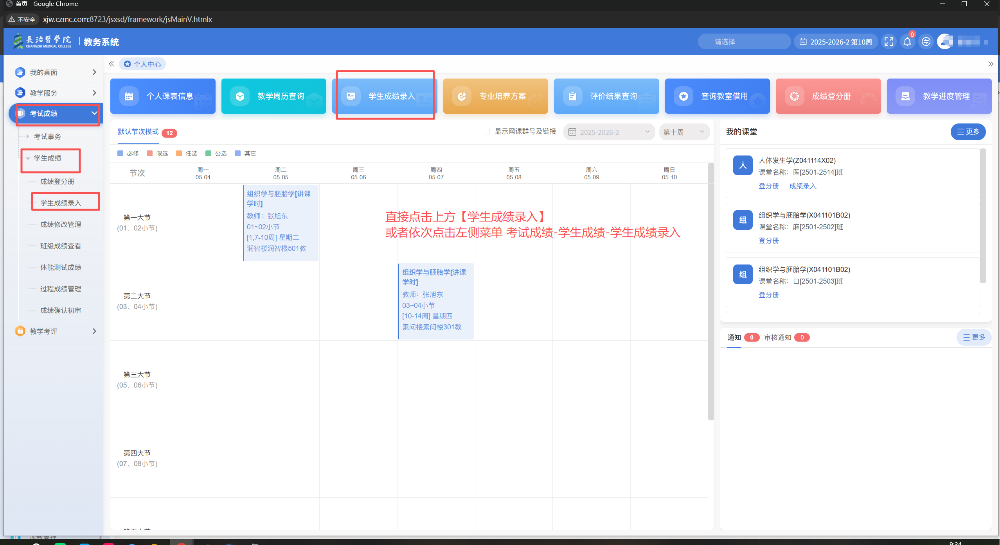 首页 - Google Chrome
不安全 xjw.czmc.com:8723/jsxsd/framework/jsMainV.htmlx
長治醫學院
CHANGZHI MEDICAL COLLEGE
教务系统
请选择
2025-2026-2 第10周
0
我的桌面
教学服务
考试成绩
考试事务
学生成绩
成绩登分册
学生成绩录入
成绩修改管理
班级成绩查看
体能测试成绩
过程成绩管理
成绩确认初审
教学考评
个人中心
个人课表信息
教学周历查询
学生成绩录入
专业培养方案
评价结果查询
查询教室借用
成绩登分册
教学进度管理
默认节次模式 12
显示网课群号及链接
2025-2026-2
第十周
必修 限选 任选 公选 其它
节次
周一
05-04
周二
05-05
周三
05-06
周四
05-07
周五
05-08
周六
05-09
周日
05-10
第一大节
(01、02小节)
组织学与胚胎学[讲课
学时]
教师：张旭东
01~02小节
[1,7-10周] 星期二
润智楼润智楼501教
直接点击上方【学生成绩录入】
或者依次点击左侧菜单 考试成绩-学生成绩-学生成绩录入
第二大节
(03、04小节)
组织学与胚胎学[讲课
学时]
教师：张旭东
03~04小节
[10-14周] 星期四
素问楼素问楼301教
第三大节
(05、06小节)
第四大节
(07、08小节)
我的课堂
更多
人
人体发生学(Z041114X02)
课堂名称：医[2501-2514]班
登分册 成绩录入
组
组织学与胚胎学(X041101B02)
课堂名称：麻[2501-2502]班
登分册
组
组织学与胚胎学(X041101B02)
课堂名称：口[2501-2503]班
登分册
通知 0 审核通知 0
更多
评教管理
9:34